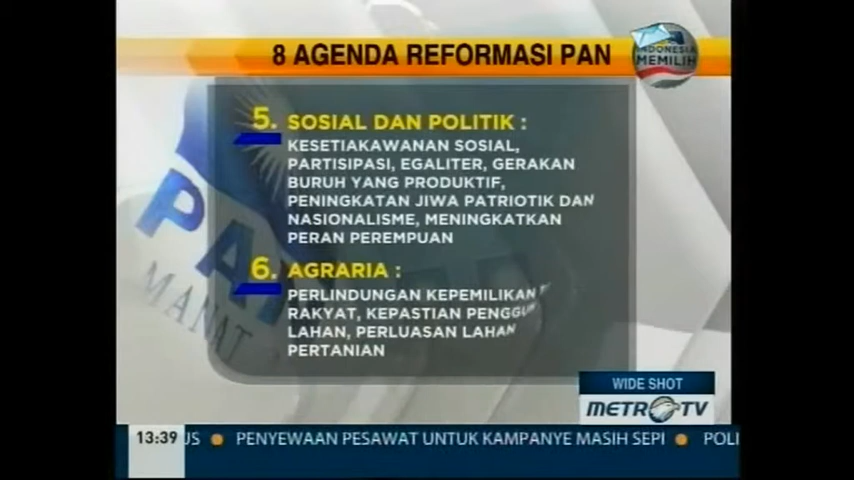 8 AGENDA REFORMASI PAN
INDONESIA
MEMILIH
5. SOSIAL DAN POLITIK :
KESETIAKAWANAN SOSIAL,
PARTISIPASI, EGALITER, GERAKAN
BURUH YANG PRODUKTIF,
PENINGKATAN JIWA PATRIOTIK DAN
NASIONALISME, MENINGKATKAN
PERAN PEREMPUAN
6. AGRARIA :
PERLINDUNGAN KEPEMILIKAN
RAKYAT, KEPASTIAN
LAHAN, PERLUASAN LAHAN
PERTANIAN
PAN
MANAT
WIDE SHOT
METRO TV
13:39 US • PENYEWAAN PESAWAT UNTUK KAMPANYE MASIH SEPI • POLI